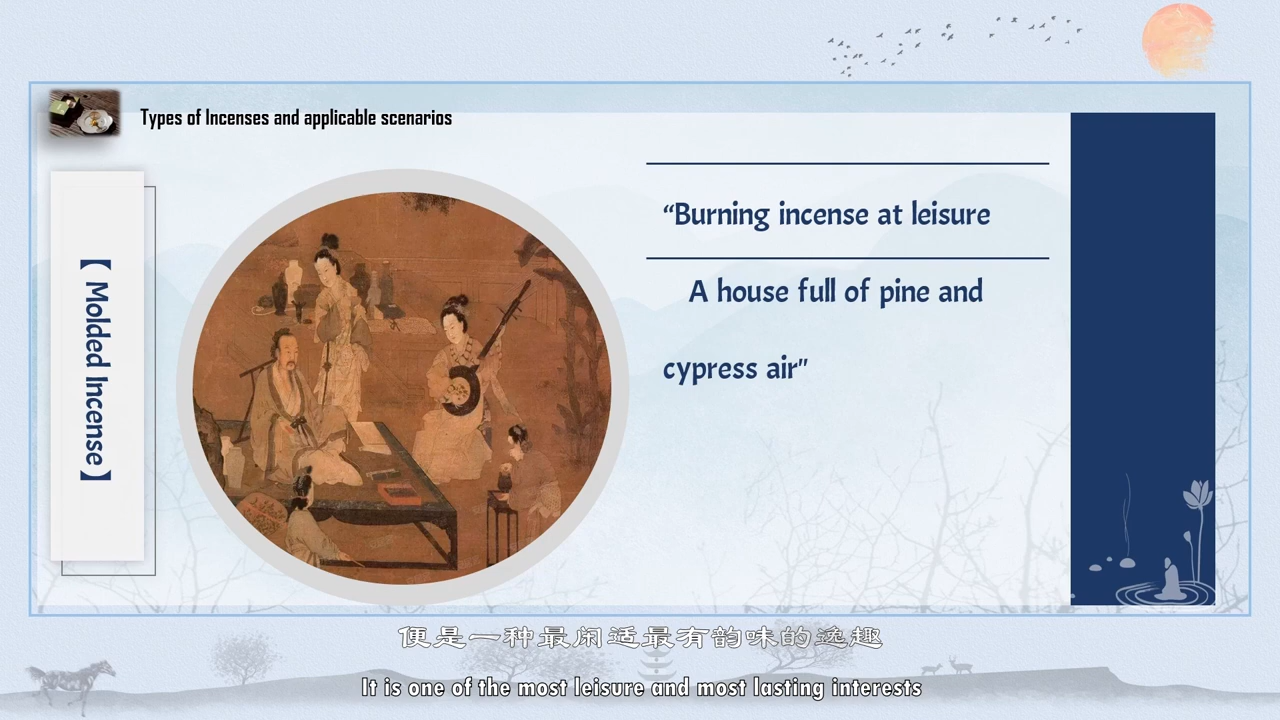 Types of Incenses and applicable scenarios
【 Molded Incense】
“Burning incense at leisure
A house full of pine and
cypress air"
便是一种最闲适最有韵味的逸趣
It is one of the most leisure and most lasting interests